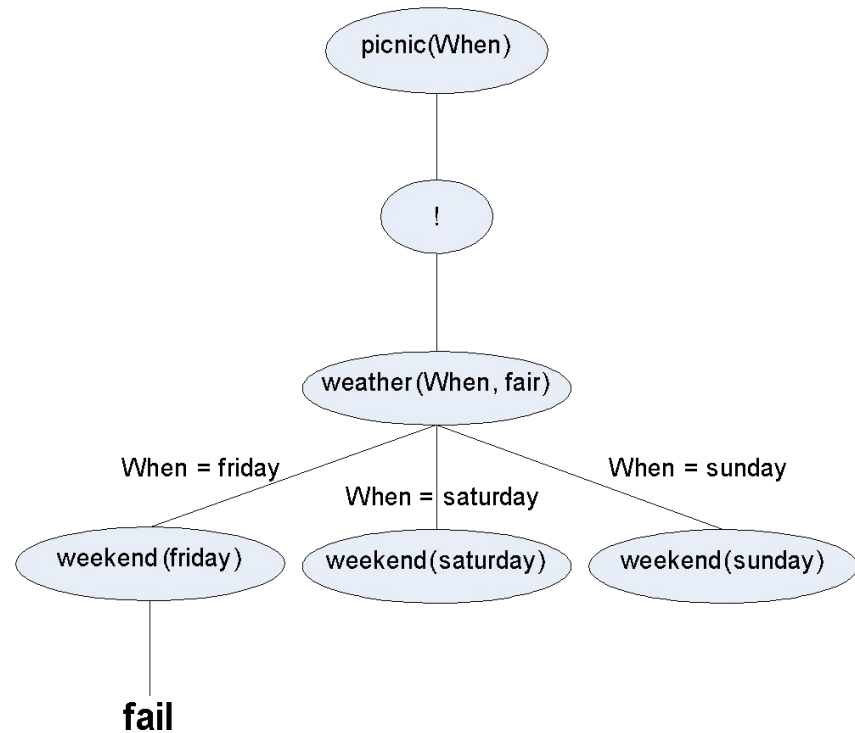 picnic(When)
!
weather(When, fair)
When = friday
When = saturday
When = sunday
weekend(friday)
weekend(saturday)
weekend(sunday)
fail